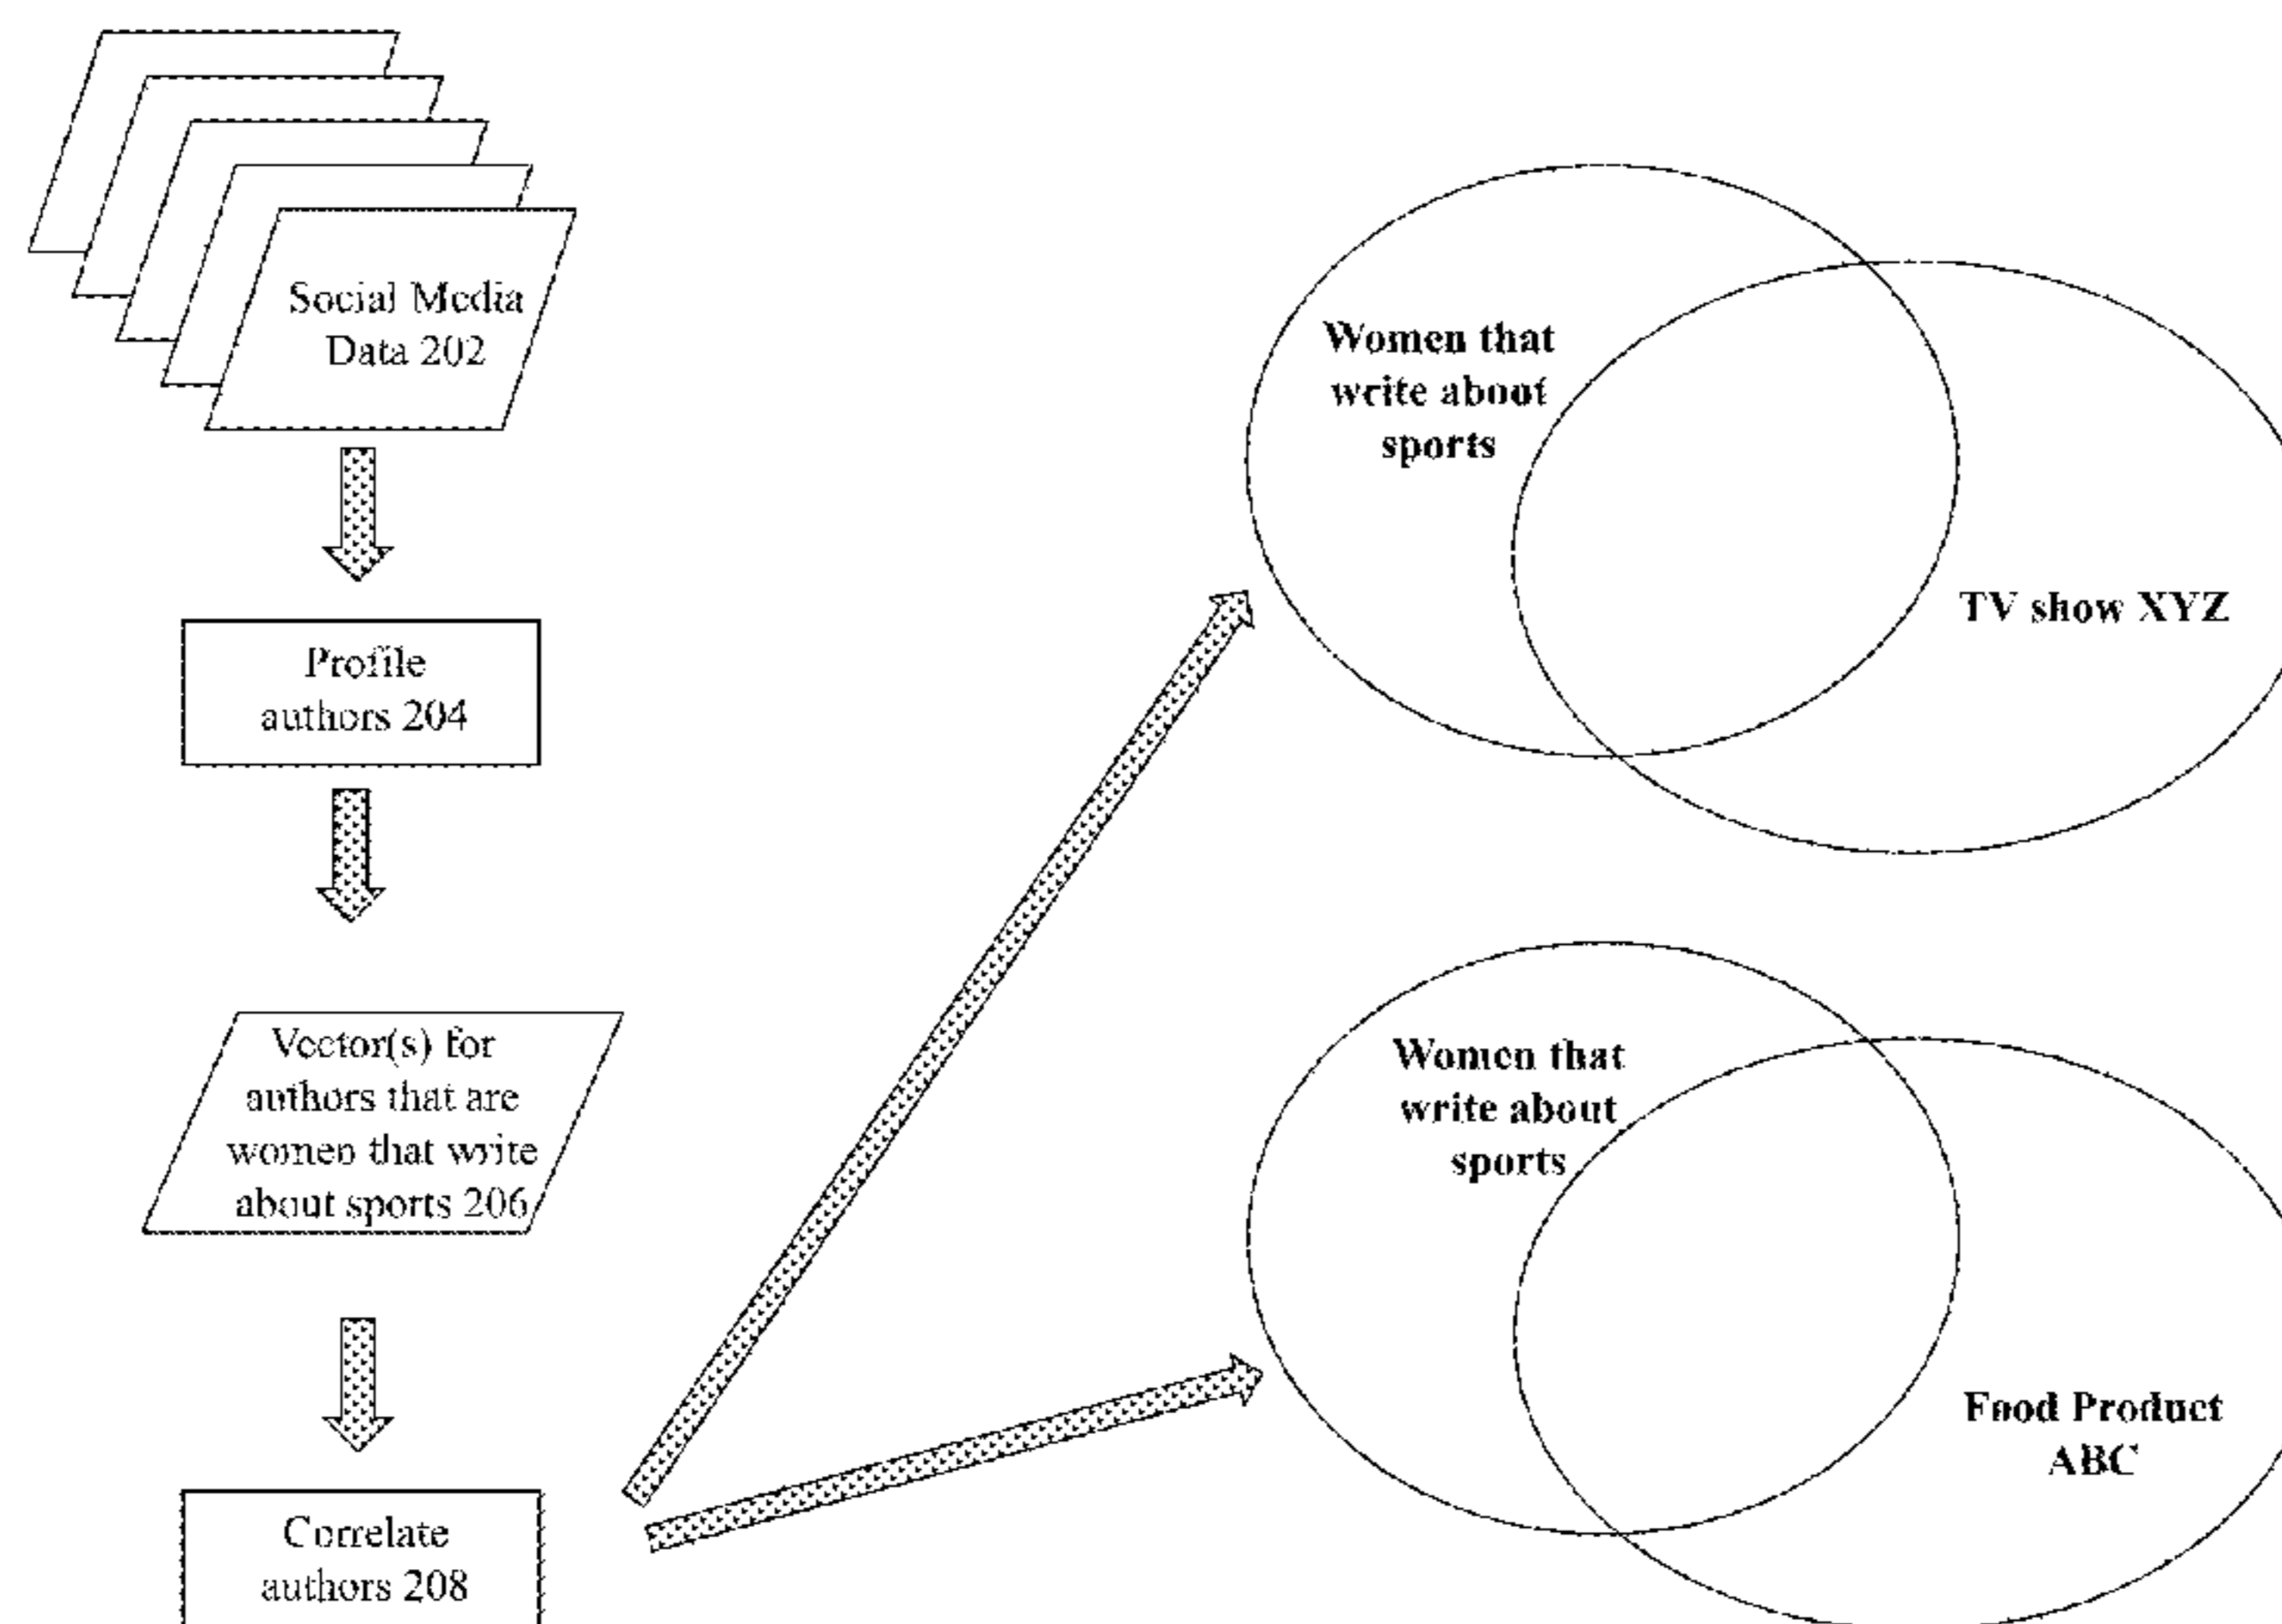 Social Media
Data 202
Profile
authors 204
Vector(s) for
authors that are
women that write
about sports 206
Correlate
authors 208
Women that
write about
sports
TV show XYZ
Women that
write about
sports
Food Product
ABC